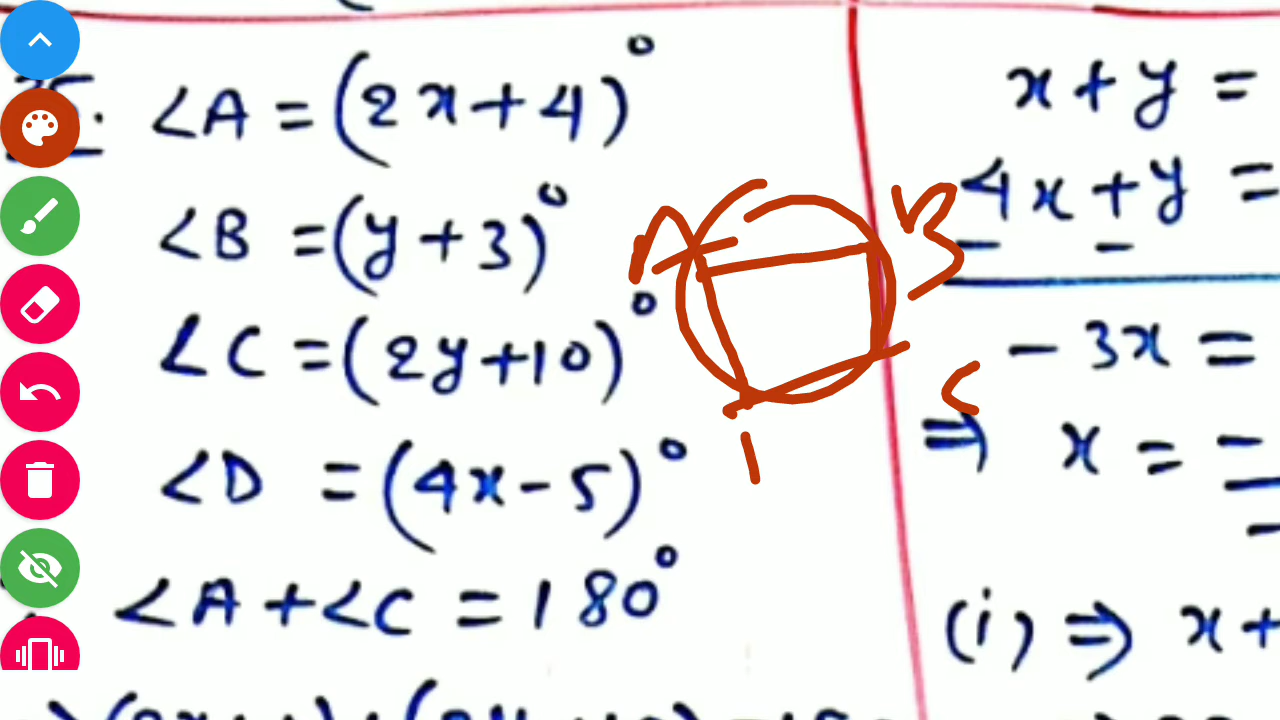 ∠A = (2x+4)°
∠B = (y+3)°
∠C = (2y+10)°
∠D = (4x-5)°
∠A+∠C = 180°
A B
C
x+y =
4x+y =
- -
- 3x =
⇒ x = -
(i) ⇒ x+